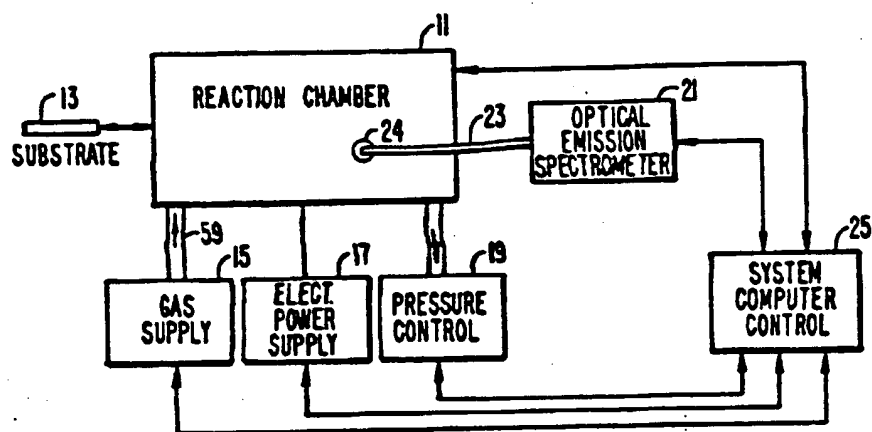 11
REACTION CHAMBER
13
SUBSTRATE
24
23
21
OPTICAL
EMISSION
SPECTROMETER
59
15
GAS
SUPPLY
17
ELECT.
POWER
SUPPLY
19
PRESSURE
CONTROL
25
SYSTEM
COMPUTER
CONTROL